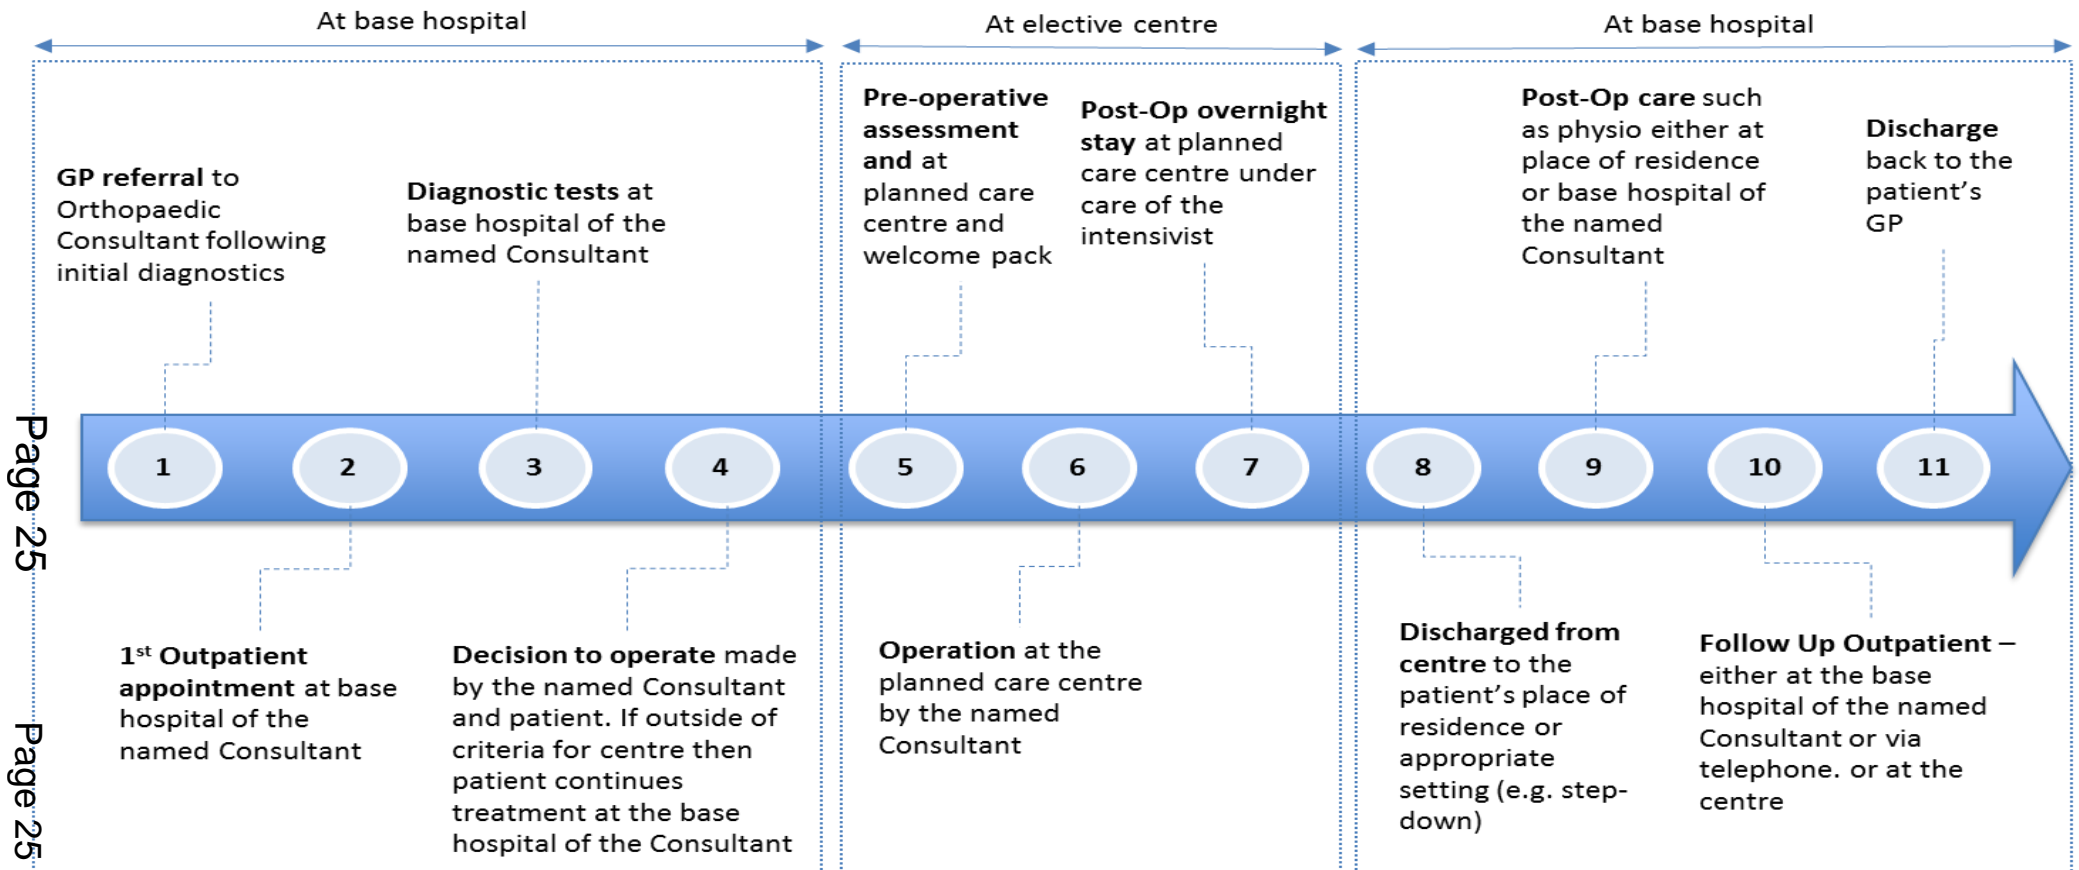 At base hospital
At elective centre
At base hospital
GP referral to
Orthopaedic
Consultant following
initial diagnostics
Diagnostic tests at
base hospital of the
named Consultant
Pre-operative
assessment
and at
planned care
centre and
welcome pack
Post-Op overnight
stay at planned
care centre under
care of the
intensivist
Post-Op care such
as physio either at
place of residence
or base hospital of
the named
Consultant
Discharge
back to the
patient’s
GP
1
2
3
4
5
6
7
8
9
10
11
1st Outpatient
appointment at base
hospital of the
named Consultant
Decision to operate made
by the named Consultant
and patient. If outside of
criteria for centre then
patient continues
treatment at the base
hospital of the Consultant
Operation at the
planned care centre
by the named
Consultant
Discharged from
centre to the
patient’s place of
residence or
appropriate
setting (e.g. step-
down)
Follow Up Outpatient –
either at the base
hospital of the named
Consultant or via
telephone. or at the
centre
Page 25
Page 25